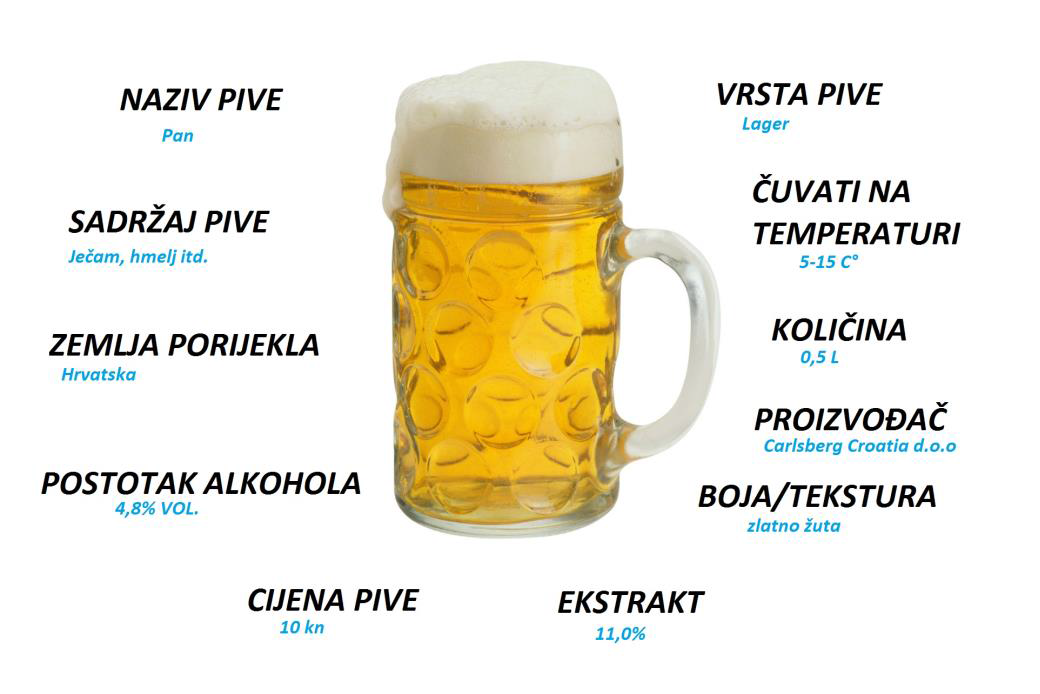 NAZIV PIVE
Pan
SADRŽAJ PIVE
Ječam, hmelj itd.
ZEMLJA PORIJEKLA
Hrvatska
POSTOTAK ALKOHOLA
4,8% VOL.
CIJENA PIVE
10 kn
VRSTA PIVE
Lager
ČUVATI NA
TEMPERATURI
5-15 C°
KOLIČINA
0,5 L
PROIZVOĐAČ
Carlsberg Croatia d.o.o
BOJA/TEKSTURA
zlatno žuta
EKSTRAKT
11,0%